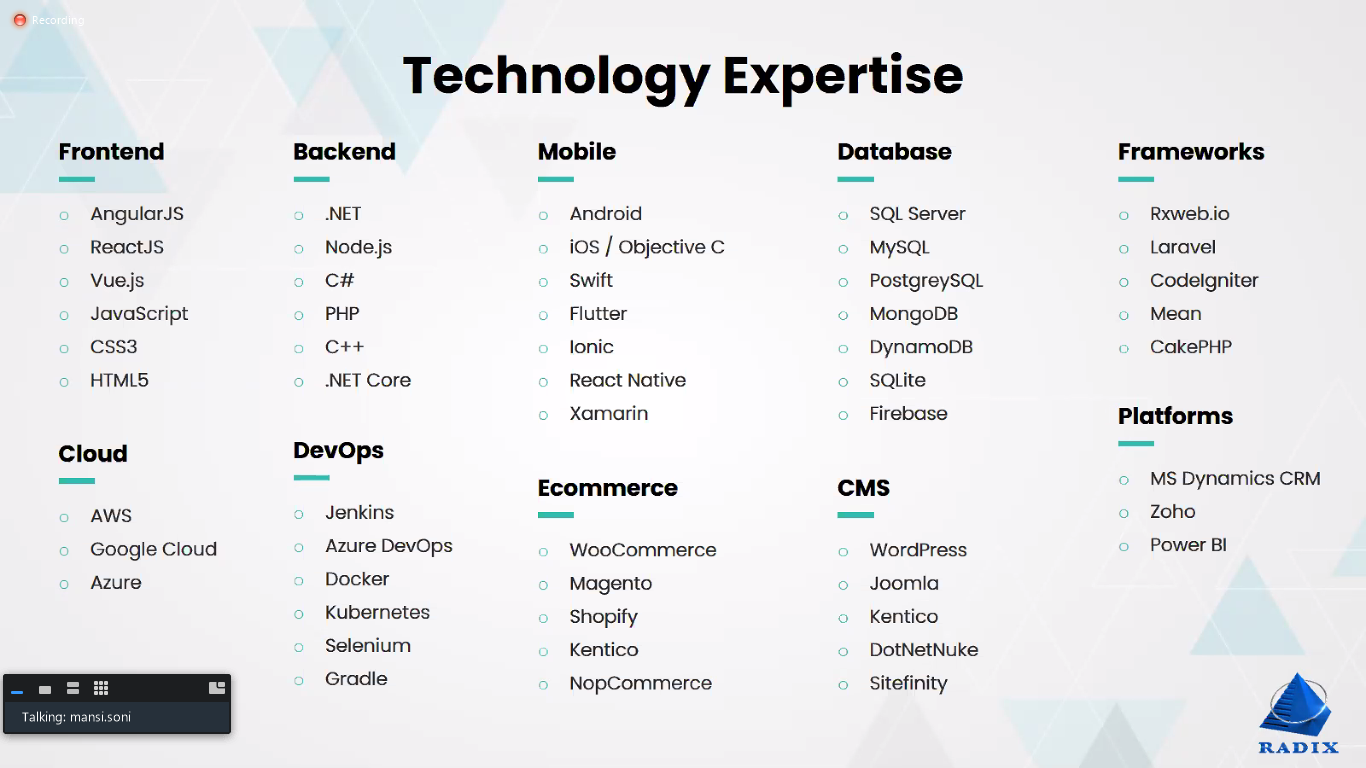 Recording
Technology Expertise
Frontend
AngularJS
ReactJS
Vue.js
JavaScript
CSS3
HTML5
Backend
.NET
Node.js
C#
PHP
C++
.NET Core
Mobile
Android
iOS / Objective C
Swift
Flutter
Ionic
React Native
Xamarin
Database
SQL Server
MySQL
PostgreySQL
MongoDB
DynamoDB
SQLite
Firebase
Frameworks
Rxweb.io
Laravel
CodeIgniter
Mean
CakePHP
Cloud
AWS
Google Cloud
Azure
DevOps
Jenkins
Azure DevOps
Docker
Kubernetes
Selenium
Gradle
Ecommerce
WooCommerce
Magento
Shopify
Kentico
NopCommerce
CMS
WordPress
Joomla
Kentico
DotNetNuke
Sitefinity
Platforms
MS Dynamics CRM
Zoho
Power BI
Talking: mansi.soni
RADIX